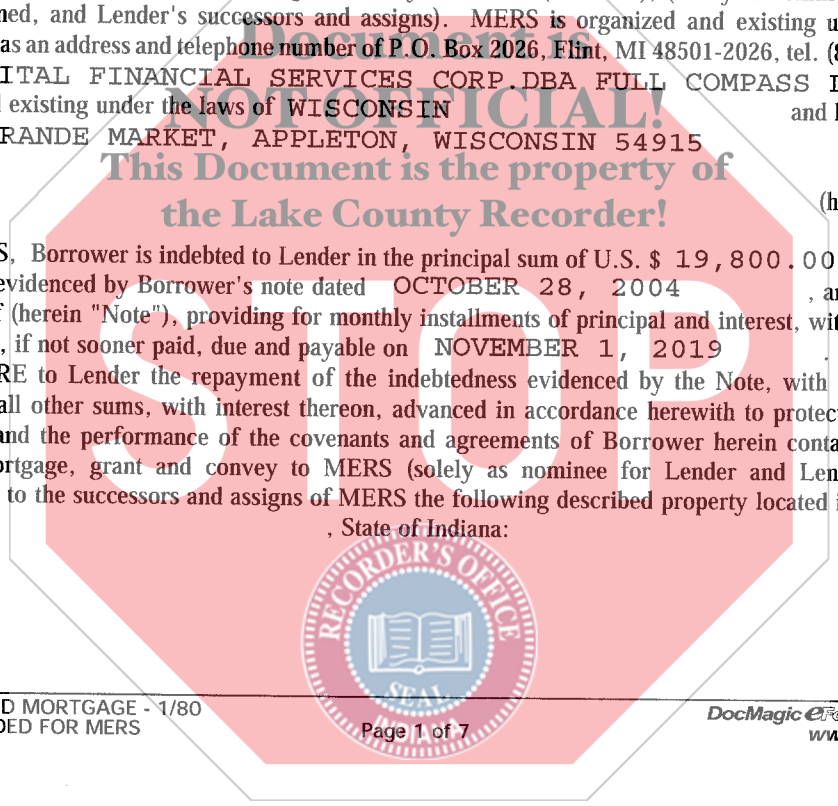 ned, and Lender's successors and assigns). MERS is organized and existing u
as an address and telephone number of P.O. Box 2026, Flint, MI 48501-2026, tel. (8
ITAL FINANCIAL SERVICES CORP.DBA FULL COMPASS
existing under the laws of WISCONSIN and
RANDE MARKET, APPLETON, WISCONSIN 54915
Document is
NOT OFFICIAL!
This Document is the property of
the Lake County Recorder!
(h
S, Borrower is indebted to Lender in the principal sum of U.S. $ 19,800.00
evidenced by Borrower's note dated OCTOBER 28, 2004 , a
f (herein "Note"), providing for monthly installments of principal and interest, wit
, if not sooner paid, due and payable on NOVEMBER 1, 2019 .
RE to Lender the repayment of the indebtedness evidenced by the Note, with
all other sums, with interest thereon, advanced in accordance herewith to protec
and the performance of the covenants and agreements of Borrower herein conta
ortgage, grant and convey to MERS (solely as nominee for Lender and Len
to the successors and assigns of MERS the following described property located i
, State of Indiana:
STOP
RECORDER'S OFFICE
SEAL
INDIANA
D MORTGAGE - 1/80
DED FOR MERS
Page 1 of 7
DocMagic eFo
ww